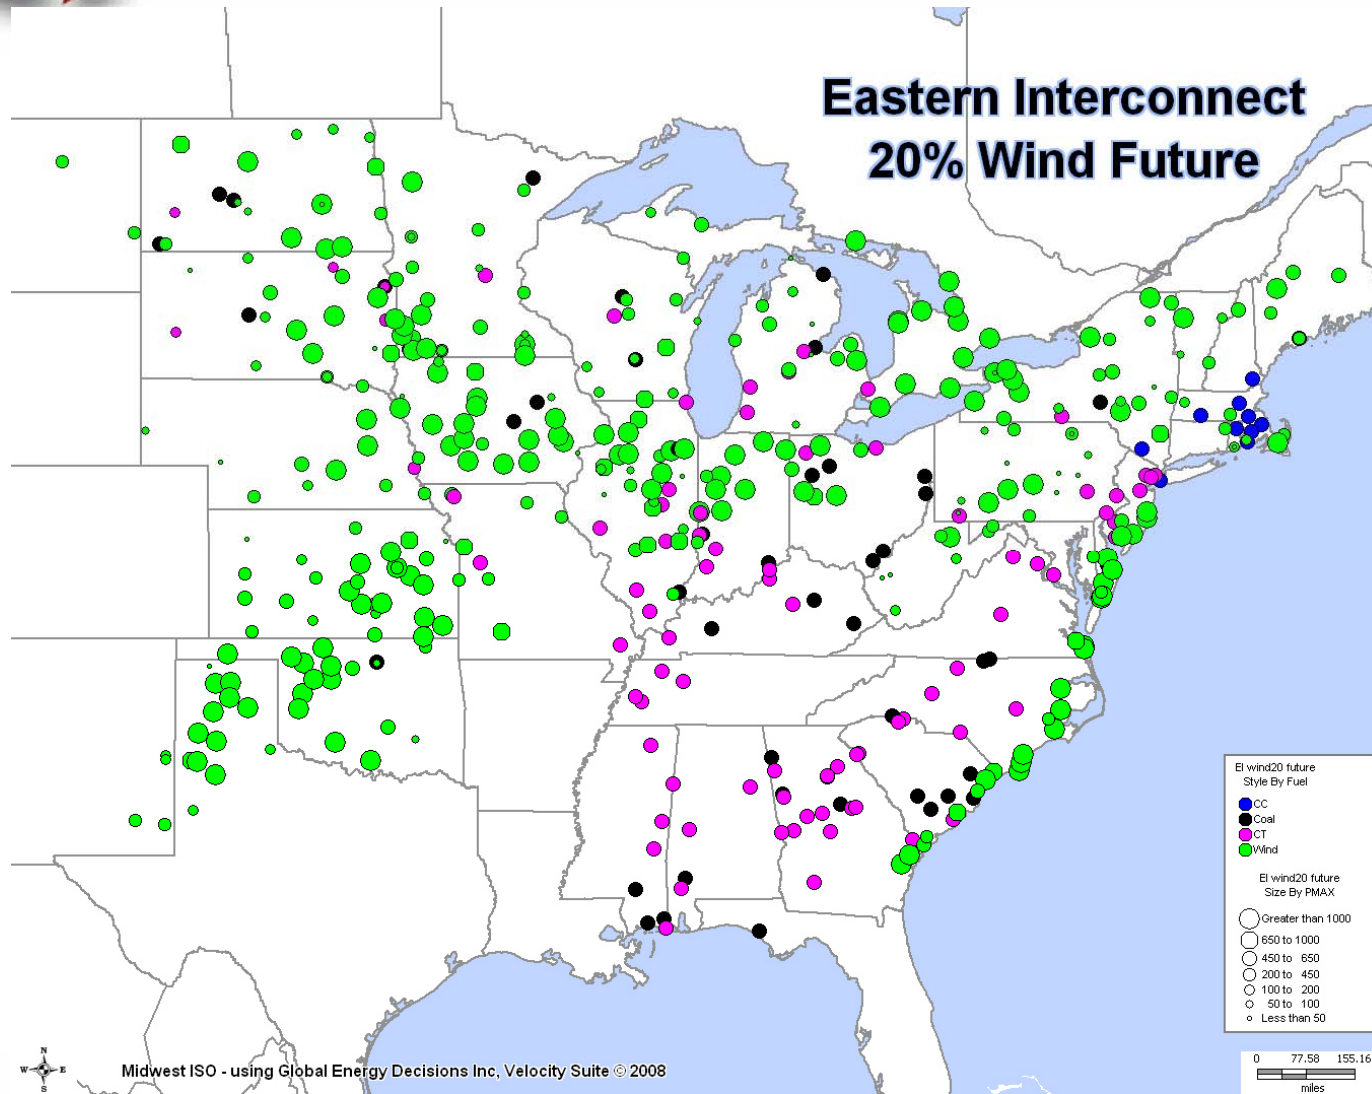 Eastern Interconnect
20% Wind Future
EI wind20 future
Style By Fuel
CC
Coal
CT
Wind
EI wind20 future
Size By PMAX
Greater than 1000
650 to 1000
450 to 650
200 to 450
100 to 200
50 to 100
Less than 50
N
W E
S
Midwest ISO - using Global Energy Decisions Inc, Velocity Suite © 2008
0 77.58 155.16
miles